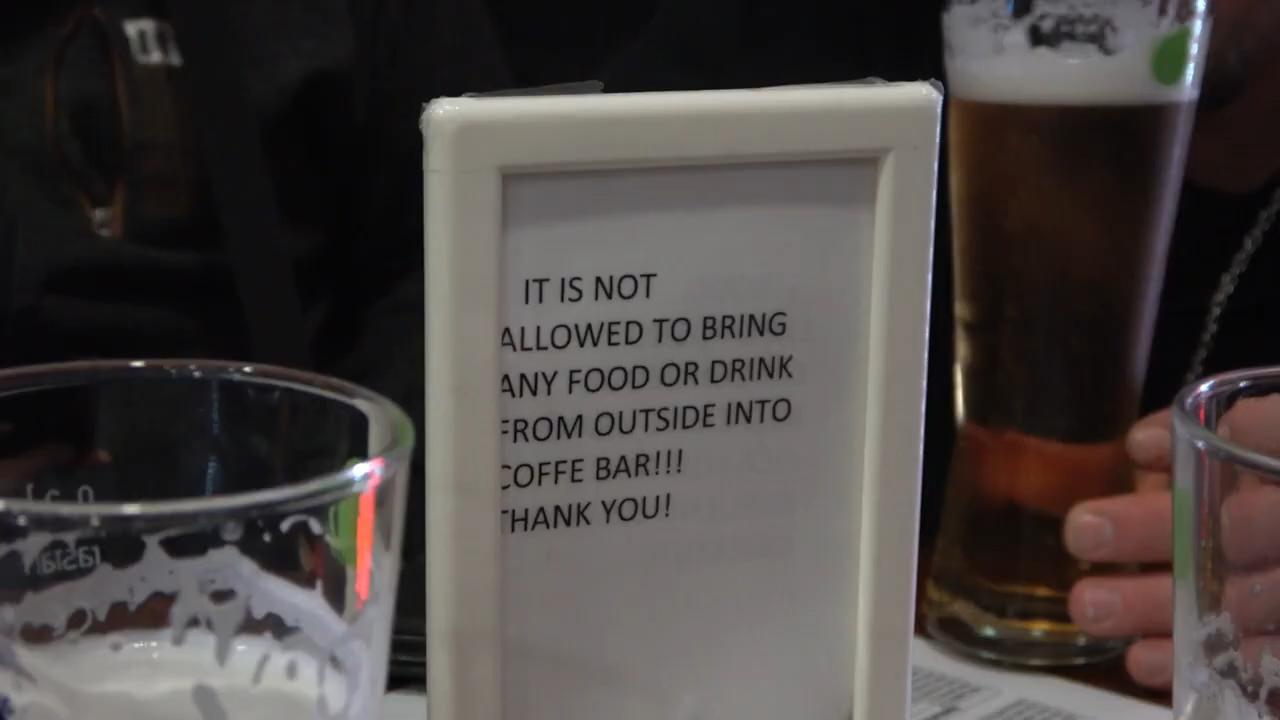 IT IS NOT
ALLOWED TO BRING
ANY FOOD OR DRINK
FROM OUTSIDE INTO
COFFE BAR!!!
THANK YOU!